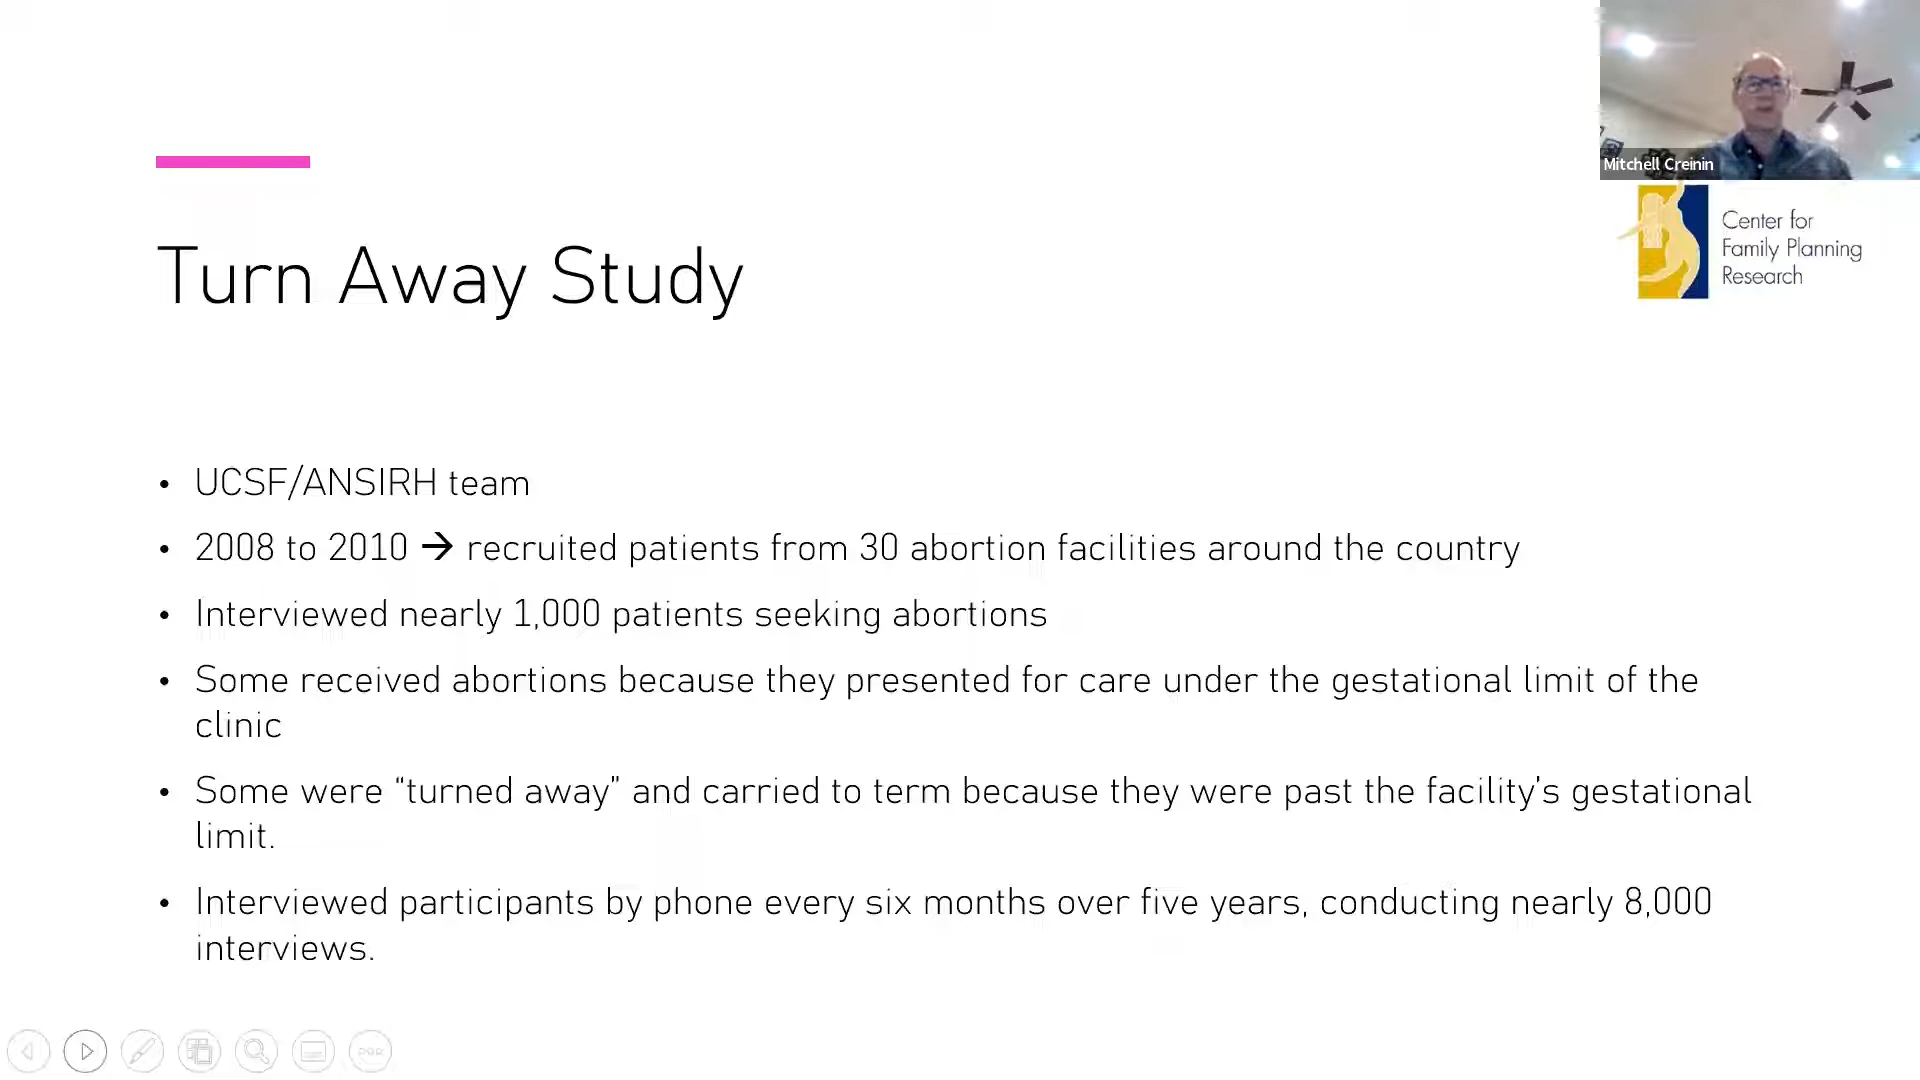 Mitchell Creinin
Center for
Family Planning
Research
Turn Away Study
• UCSF/ANSIRH team
• 2008 to 2010 → recruited patients from 30 abortion facilities around the country
• Interviewed nearly 1,000 patients seeking abortions
• Some received abortions because they presented for care under the gestational limit of the
clinic
• Some were “turned away” and carried to term because they were past the facility’s gestational
limit.
• Interviewed participants by phone every six months over five years, conducting nearly 8,000
interviews.